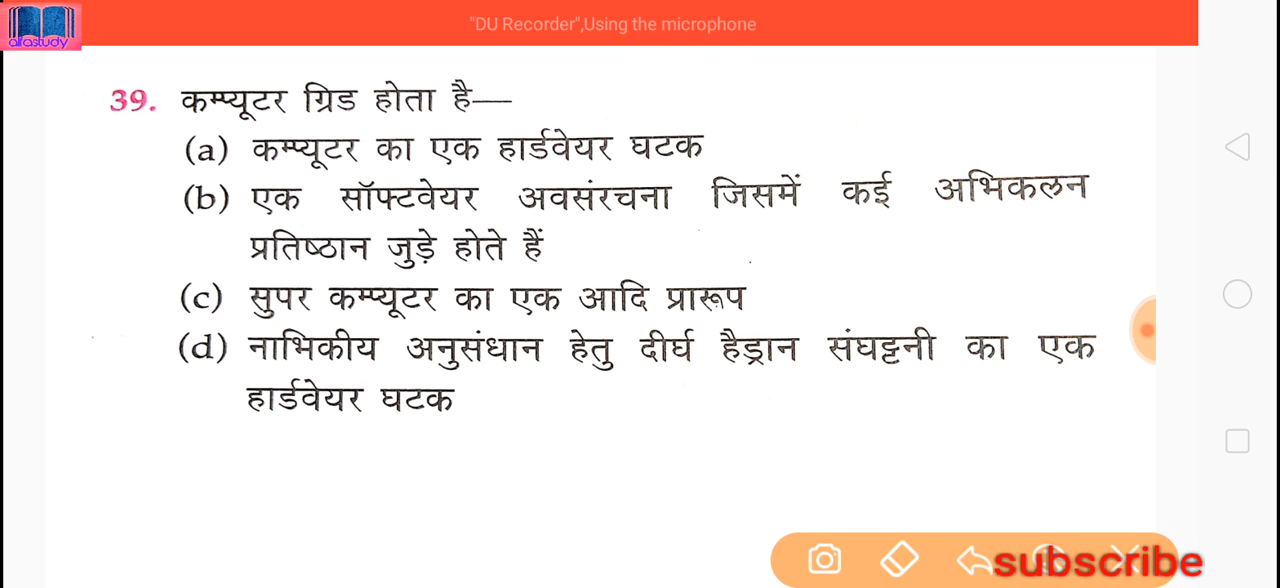 "DU Recorder",Using the microphone
alfastudy
39. कम्प्यूटर ग्रिड होता है—
(a) कम्प्यूटर का एक हार्डवेयर घटक
(b) एक सॉफ्टवेयर अवसंरचना जिसमें कई अभिकलन
प्रतिष्ठान जुड़े होते हैं
(c) सुपर कम्प्यूटर का एक आदि प्रारूप
(d) नाभिकीय अनुसंधान हेतु दीर्घ हैड्रान संघट्टनी का एक
हार्डवेयर घटक
subscribe